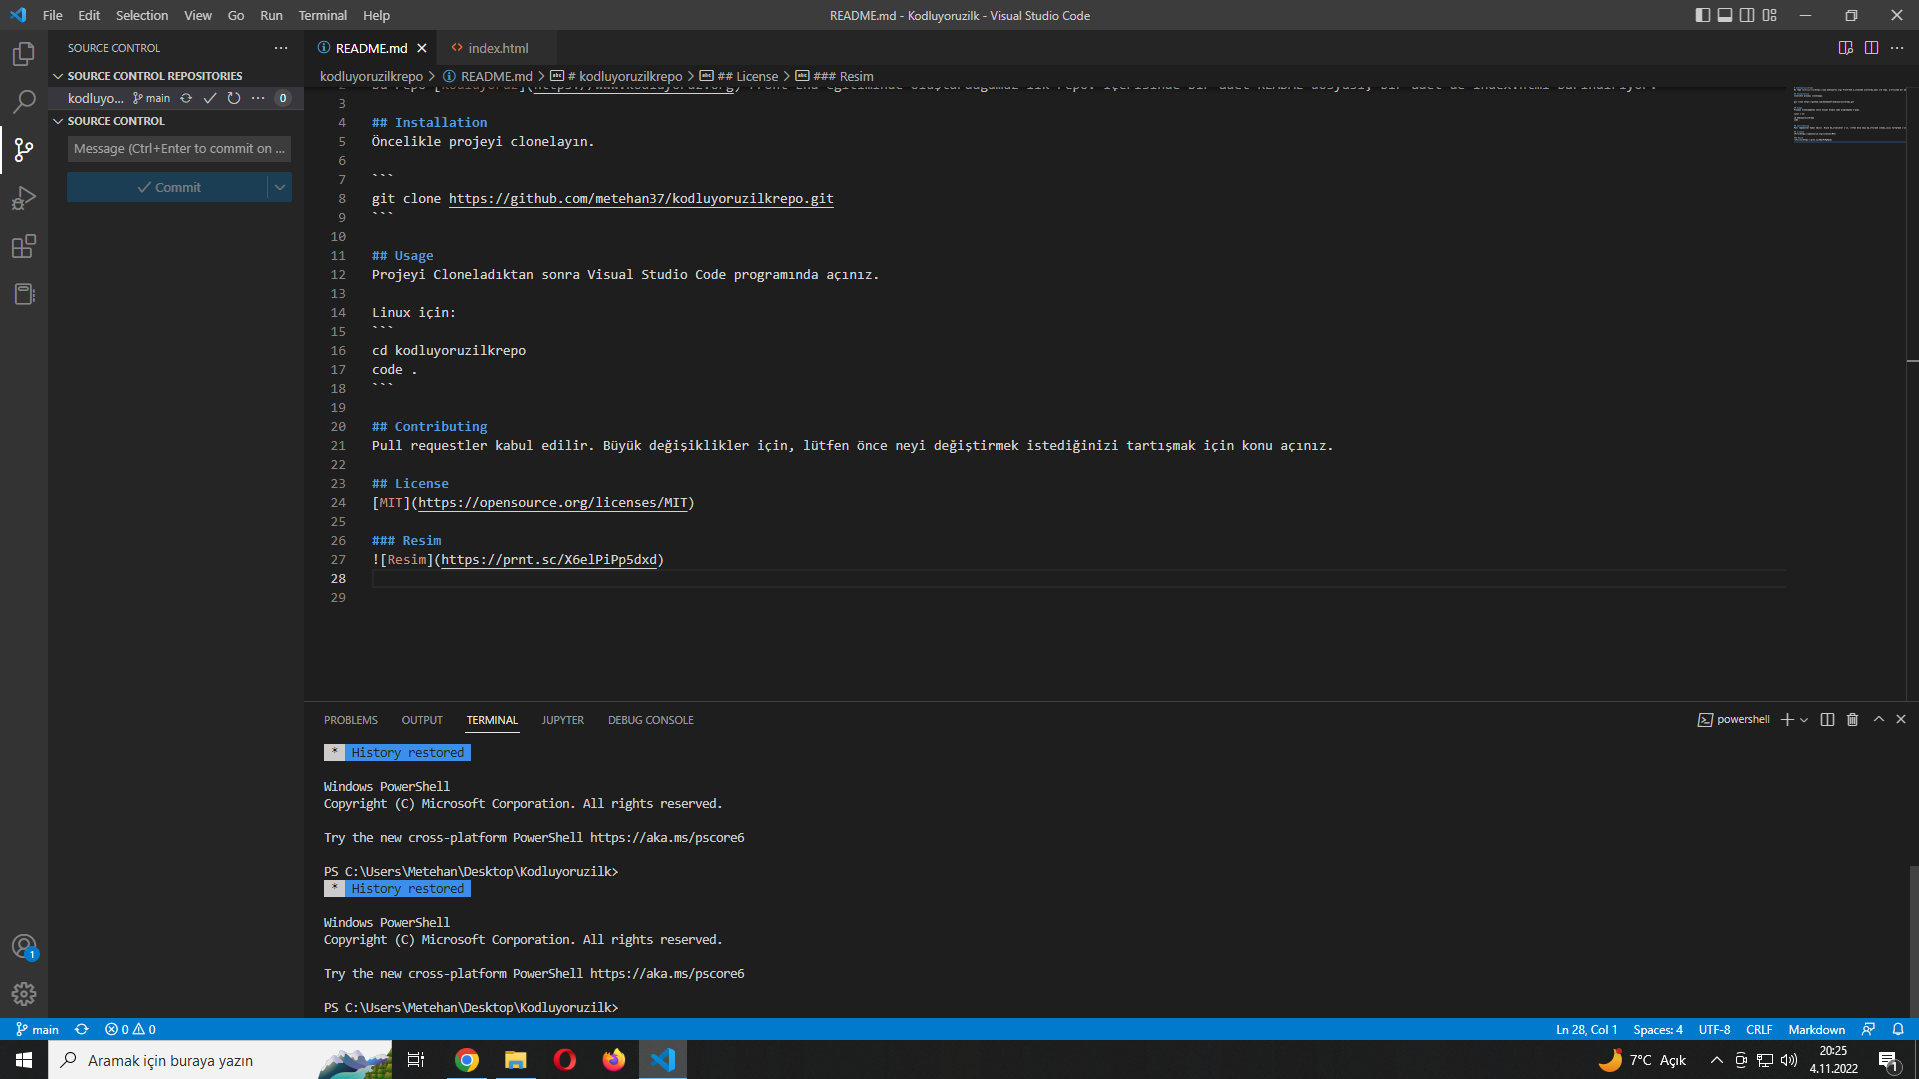 File Edit Selection View Go Run Terminal Help
README.md - Kodluyoruzilk - Visual Studio Code
SOURCE CONTROL
README.md
index.html
SOURCE CONTROL REPOSITORIES
kodluyo... main 0
SOURCE CONTROL
Message (Ctrl+Enter to commit on ...
Commit
kodluyoruzilkrepo > README.md > # kodluyoruzilkrepo > ## License > ### Resim
3
4 ## Installation
5 Öncelikle projeyi clonelayın.
6
7 ```
8 git clone https://github.com/metehan37/kodluyoruzilkrepo.git
9 ```
10
11 ## Usage
12 Projeyi Cloneladıktan sonra Visual Studio Code programında açınız.
13
14 Linux için:
15 ```
16 cd kodluyoruzilkrepo
17 code .
18 ```
19
20 ## Contributing
21 Pull requestler kabul edilir. Büyük değişiklikler için, lütfen önce neyi değiştirmek istediğinizi tartışmak için konu açınız.
22
23 ## License
24 [MIT](https://opensource.org/licenses/MIT)
25
26 ### Resim
27 ![Resim](https://prnt.sc/X6elPiPp5dxd)
28
29
PROBLEMS OUTPUT TERMINAL JUPYTER DEBUG CONSOLE
powershell
* History restored
Windows PowerShell
Copyright (C) Microsoft Corporation. All rights reserved.
Try the new cross-platform PowerShell https://aka.ms/pscore6
PS C:\Users\Metehan\Desktop\Kodluyoruzilk>
* History restored
Windows PowerShell
Copyright (C) Microsoft Corporation. All rights reserved.
Try the new cross-platform PowerShell https://aka.ms/pscore6
PS C:\Users\Metehan\Desktop\Kodluyoruzilk>
1
main 0 0
Ln 28, Col 1 Spaces: 4 UTF-8 CRLF Markdown
Aramak için buraya yazın
7°C Açık
20:25
4.11.2022
1